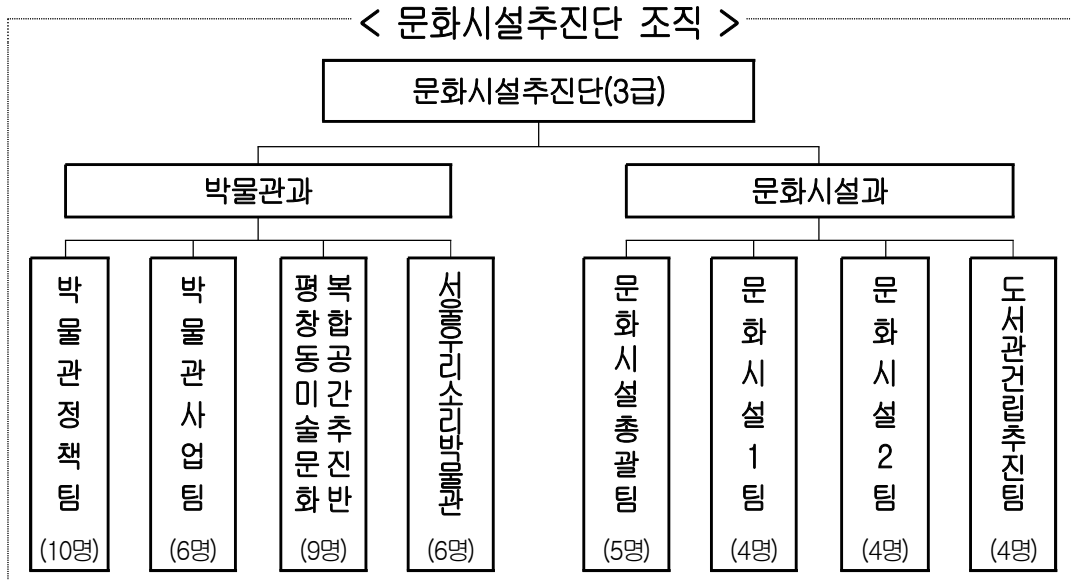 < 문화시설추진단 조직 >
문화시설추진단(3급)
박물관과
문화시설과
박물관정책팀
(10명)
박물관사업팀
(6명)
평창동미술문화
복합공간추진반
(9명)
서울우리소리박물관
(6명)
문화시설총괄팀
(5명)
문화시설1팀
(4명)
문화시설2팀
(4명)
도서관건립추진팀
(4명)